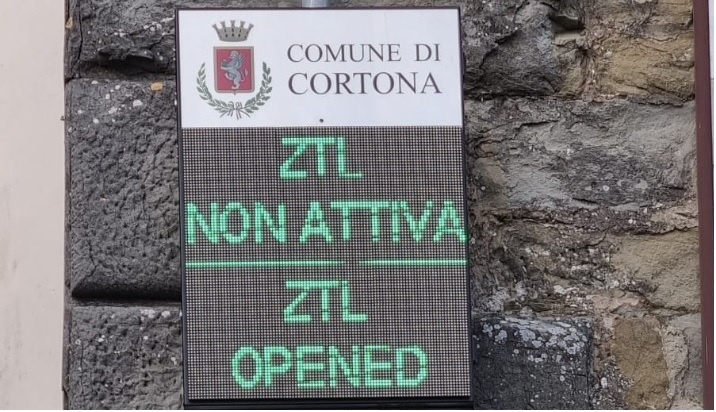 COMUNE DI
CORTONA
ZTL
NON ATTIVA
ZTL
OPENED